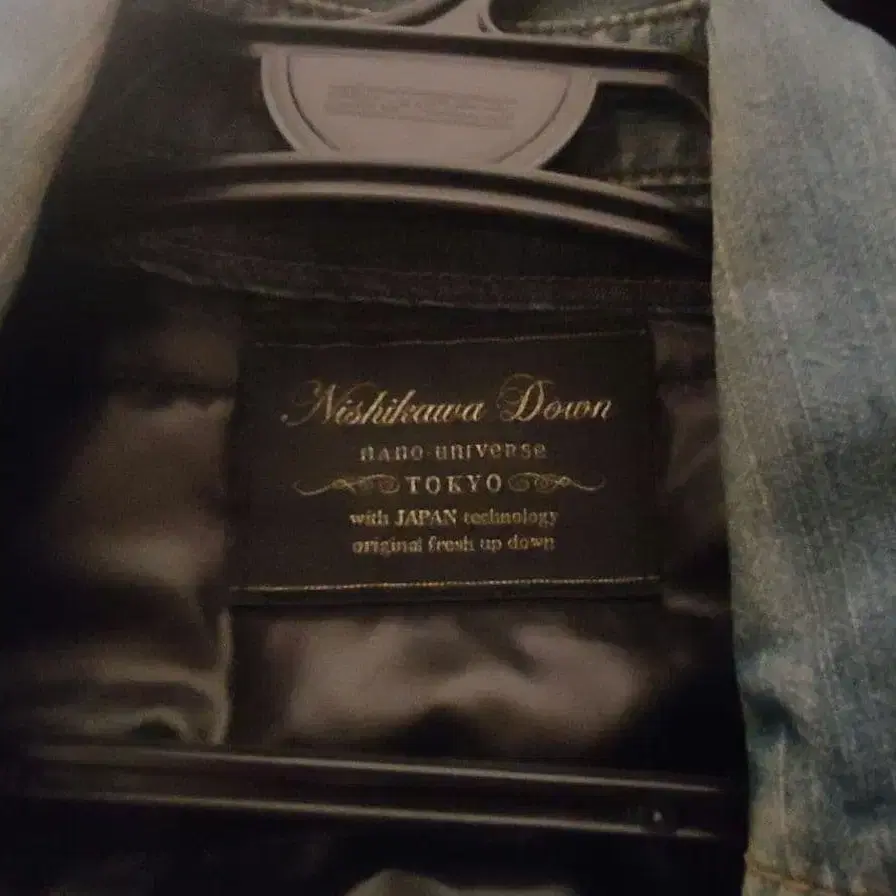 Nishikawa Down
nano·universe
TOKYO
with JAPAN technology
original fresh up down